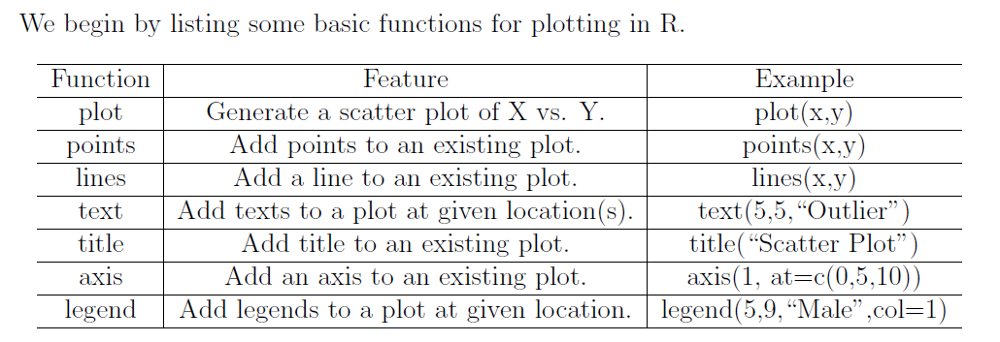 We begin by listing some basic functions for plotting in R.
Function Feature Example
plot Generate a scatter plot of X vs. Y. plot(x,y)
points Add points to an existing plot. points(x,y)
lines Add a line to an existing plot. lines(x,y)
text Add texts to a plot at given location(s). text(5,5,“Outlier”)
title Add title to an existing plot. title(“Scatter Plot”)
axis Add an axis to an existing plot. axis(1, at=c(0,5,10))
legend Add legends to a plot at given location. legend(5,9,“Male”,col=1)